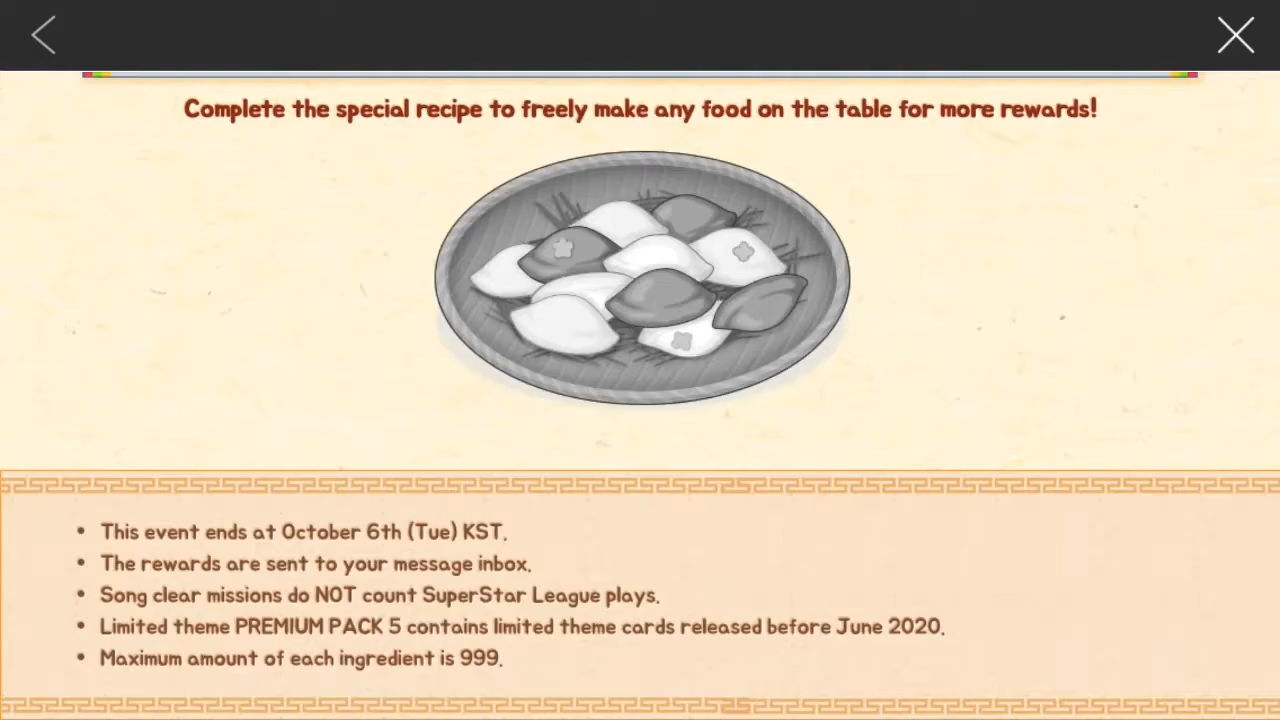 Complete the special recipe to freely make any food on the table for more rewards!
• This event ends at October 6th (Tue) KST.
• The rewards are sent to your message inbox.
• Song clear missions do NOT count SuperStar League plays.
• Limited theme PREMIUM PACK 5 contains limited theme cards released before June 2020.
• Maximum amount of each ingredient is 999.